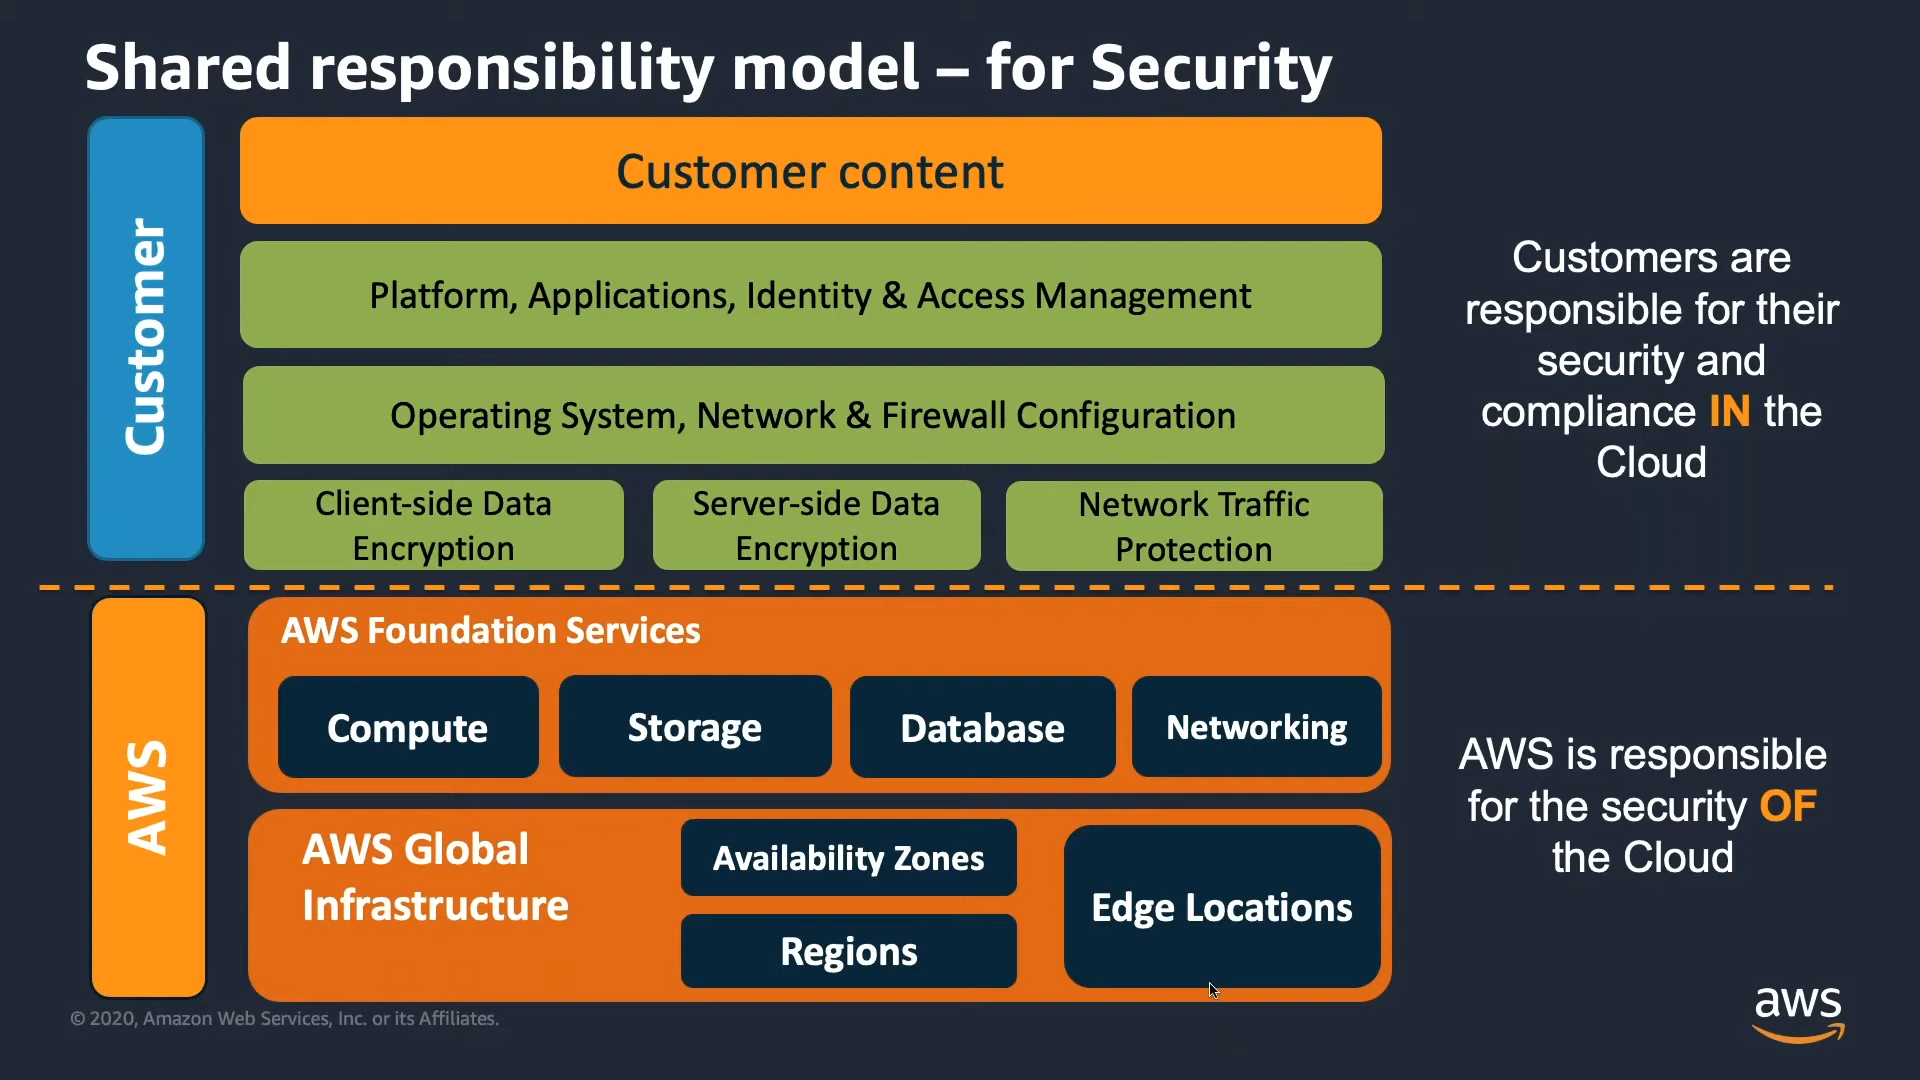 Shared responsibility model – for Security
Customer
Customer content
Platform, Applications, Identity & Access Management
Operating System, Network & Firewall Configuration
Client-side Data
Encryption
Server-side Data
Encryption
Network Traffic
Protection
Customers are
responsible for their
security and
compliance IN the
Cloud
AWS
AWS Foundation Services
Compute
Storage
Database
Networking
AWS Global
Infrastructure
Availability Zones
Regions
Edge Locations
AWS is responsible
for the security OF
the Cloud
© 2020, Amazon Web Services, Inc. or its Affiliates.
aws